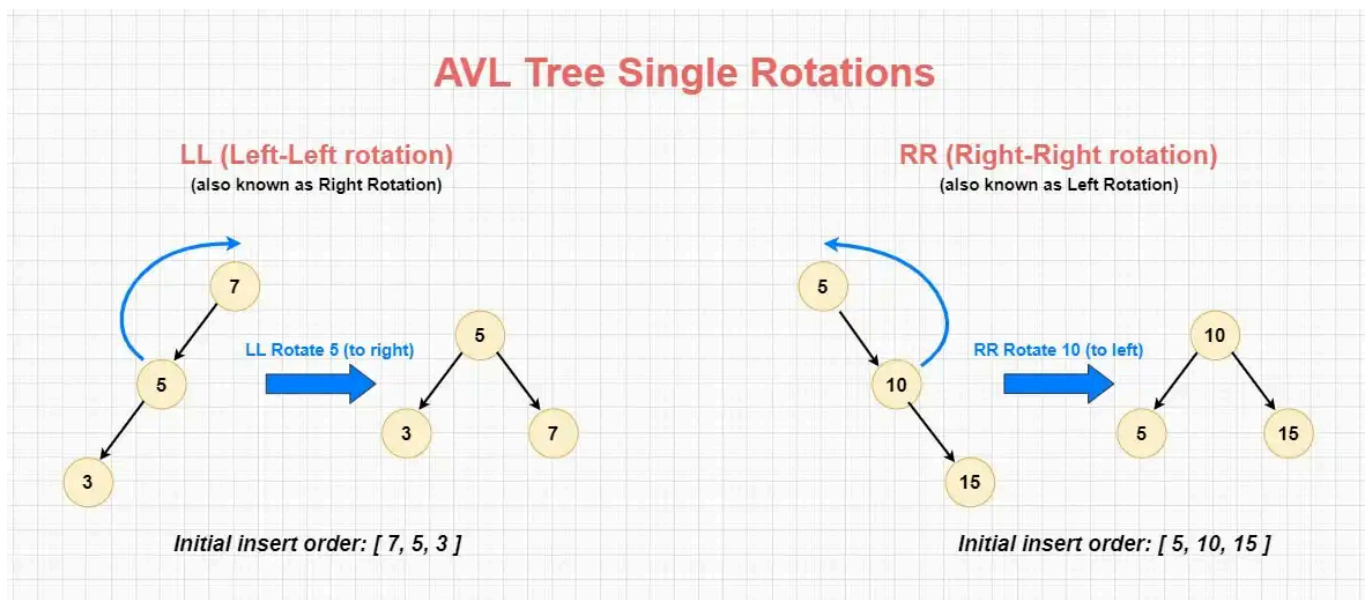 AVL Tree Single Rotations
LL (Left-Left rotation)
(also known as Right Rotation)
7
5
3
LL Rotate 5 (to right)
5
3
7
Initial insert order: [ 7, 5, 3 ]
RR (Right-Right rotation)
(also known as Left Rotation)
5
10
15
RR Rotate 10 (to left)
10
5
15
Initial insert order: [ 5, 10, 15 ]